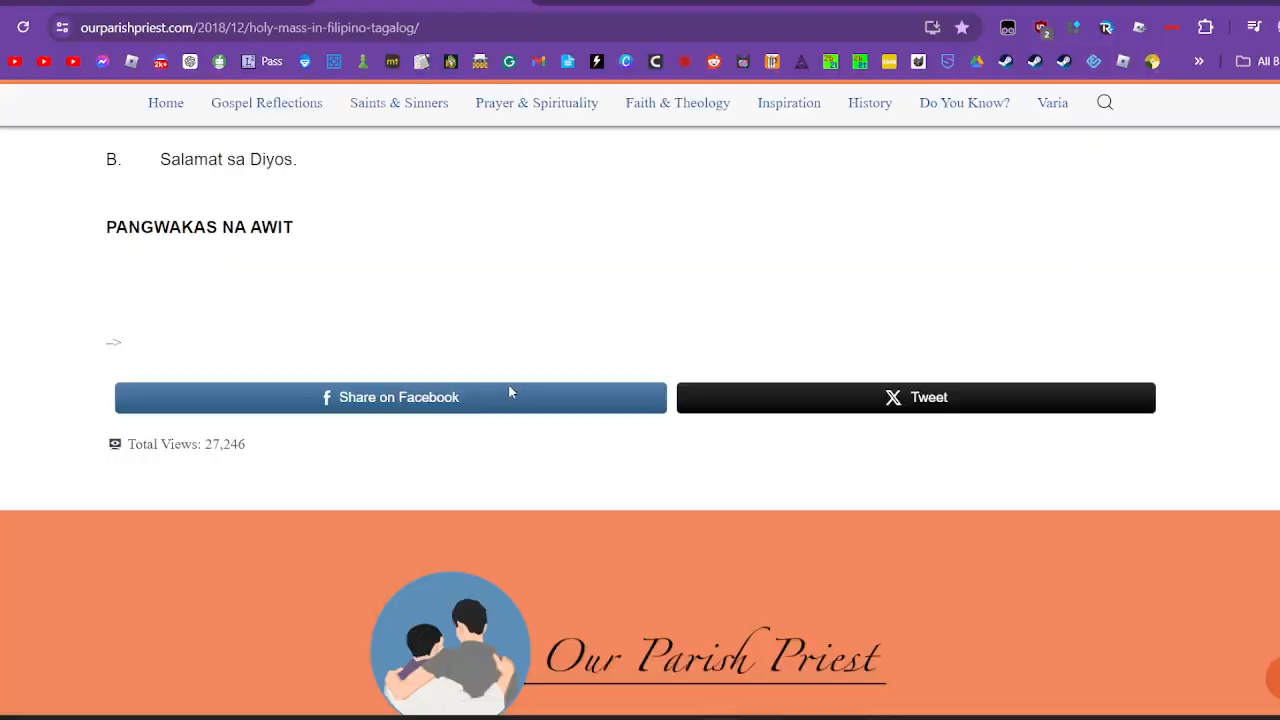 ourparishpriest.com/2018/12/holy-mass-in-filipino-tagalog/
Pass
All B
Home Gospel Reflections Saints & Sinners Prayer & Spirituality Faith & Theology Inspiration History Do You Know? Varia
B. Salamat sa Diyos.
PANGWAKAS NA AWIT
–>
Share on Facebook Tweet
Total Views: 27,246
Our Parish Priest